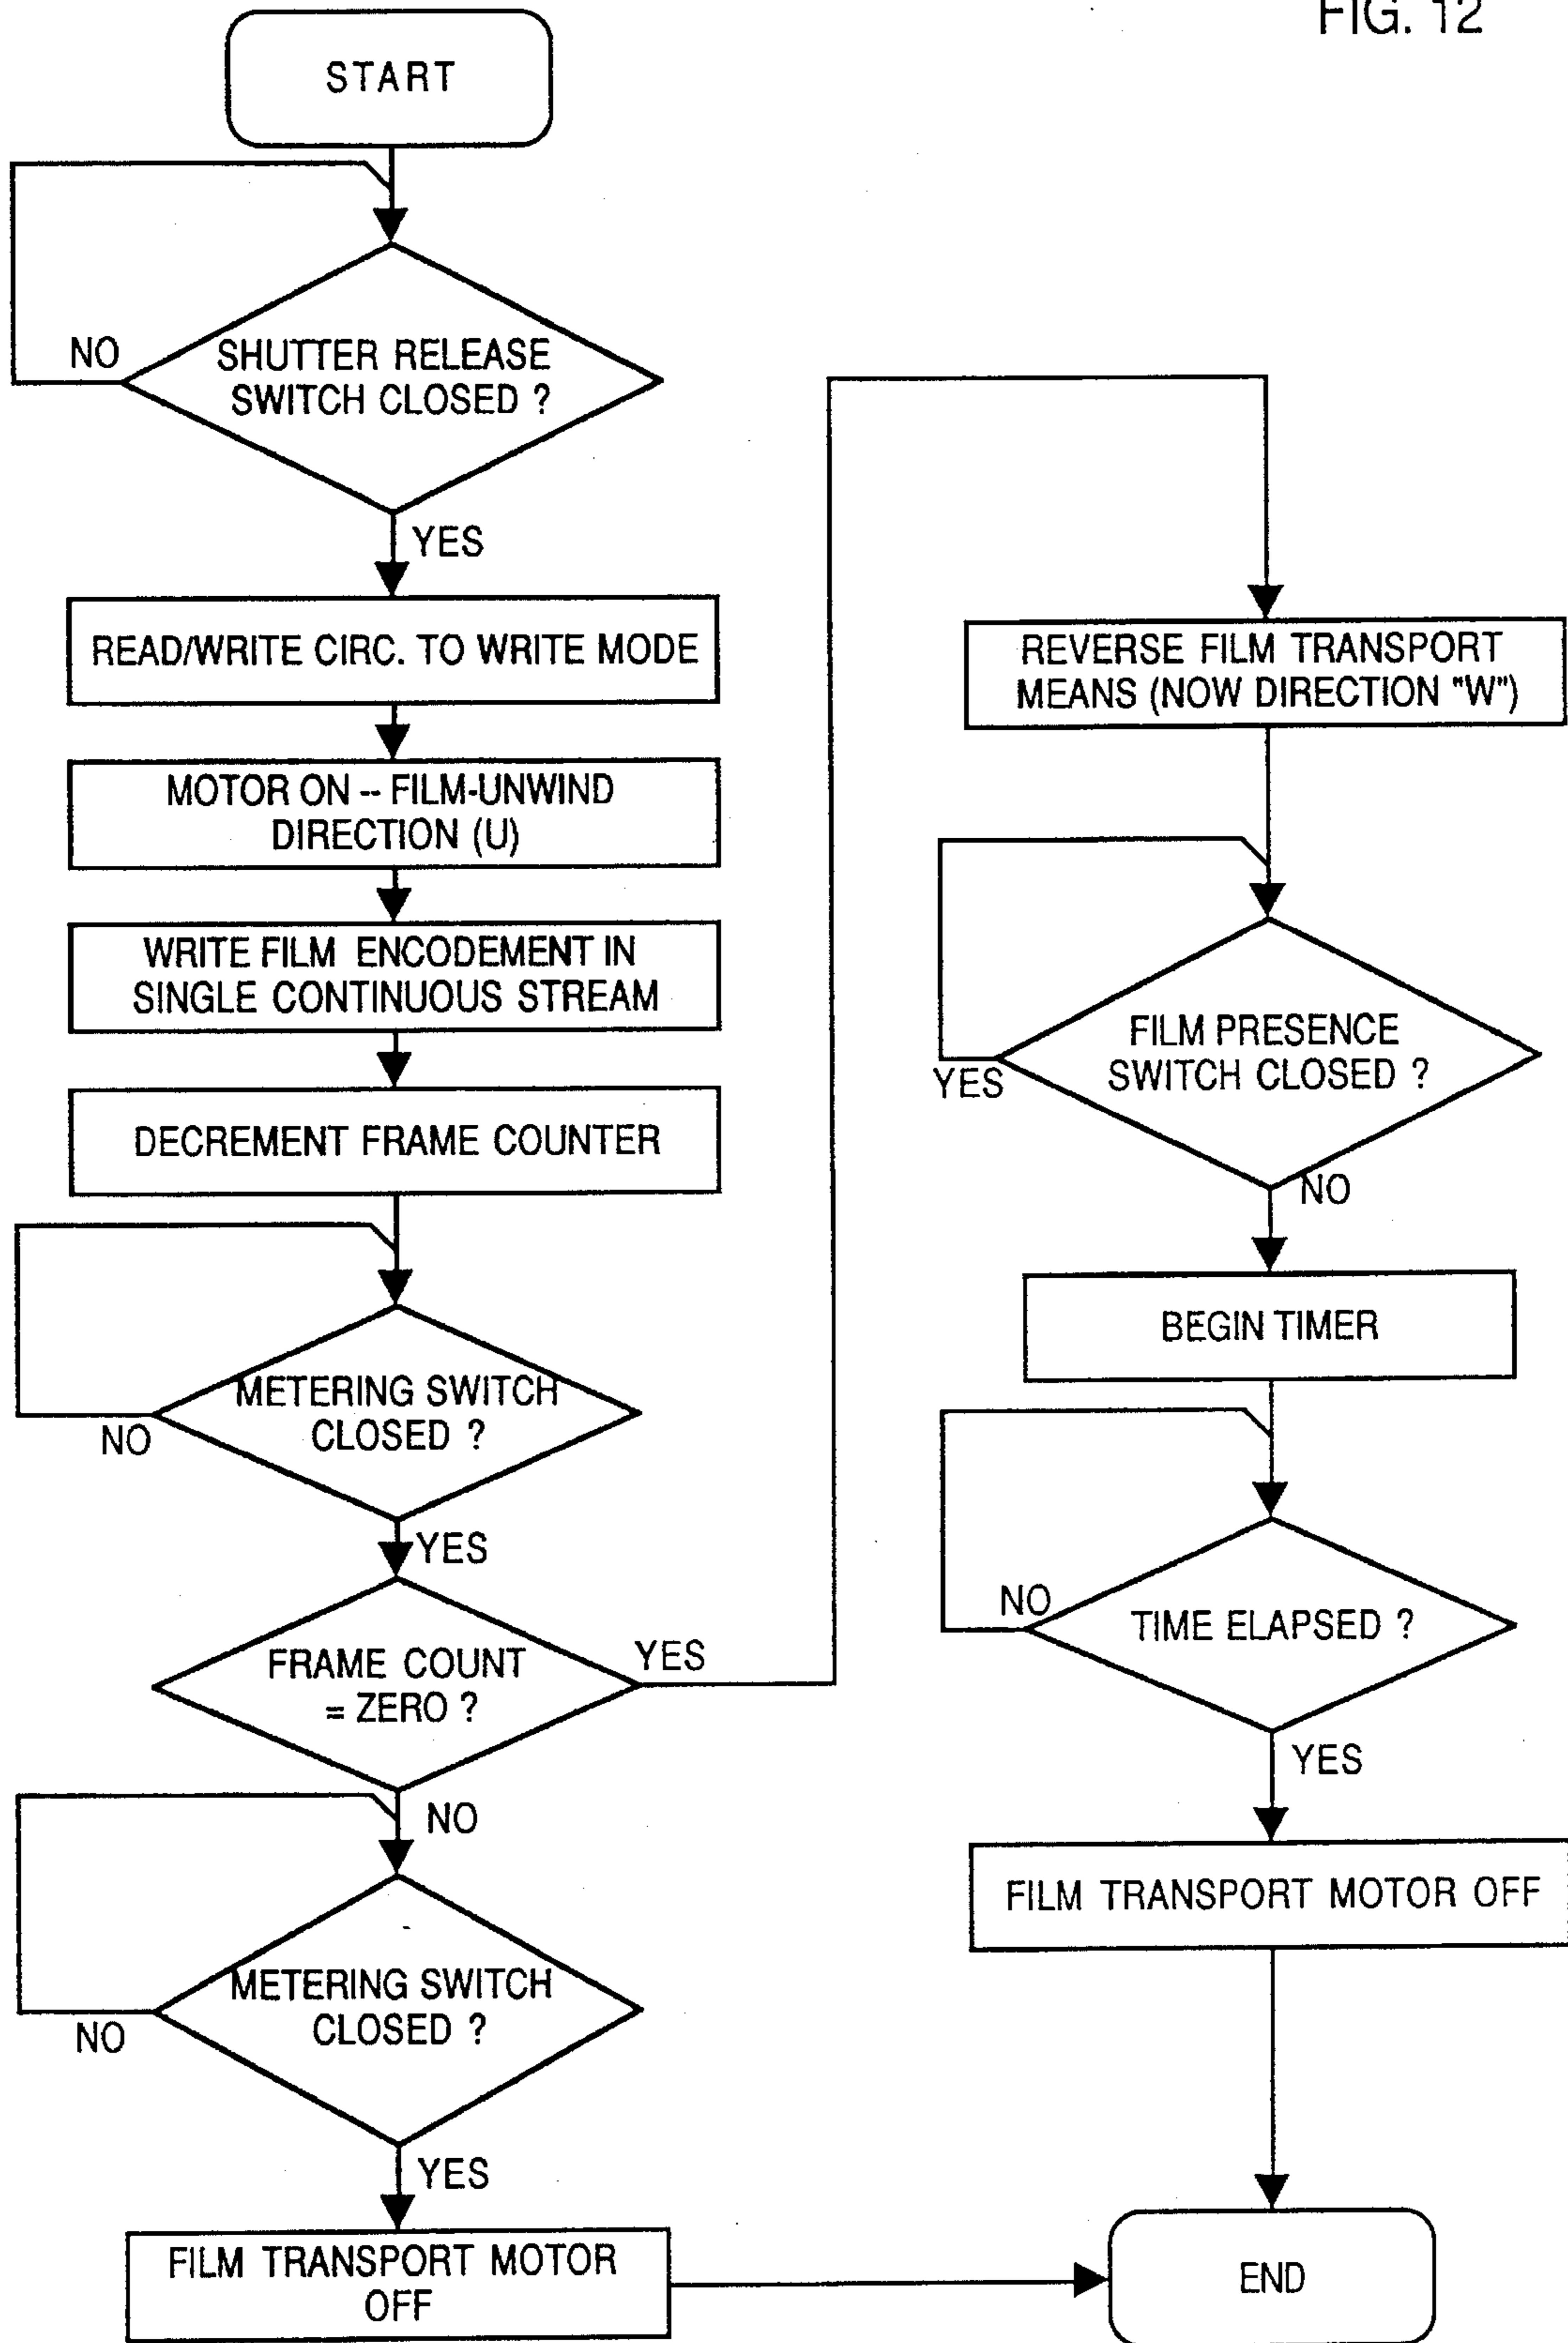 FIG. 12
START
NO
SHUTTER RELEASE
SWITCH CLOSED ?
YES
READ/WRITE CIRC. TO WRITE MODE
MOTOR ON -- FILM-UNWIND
DIRECTION (U)
WRITE FILM ENCODEMENT IN
SINGLE CONTINUOUS STREAM
DECREMENT FRAME COUNTER
METERING SWITCH
CLOSED ?
NO
YES
FRAME COUNT
= ZERO ?
YES
NO
METERING SWITCH
CLOSED ?
NO
YES
FILM TRANSPORT MOTOR
OFF
REVERSE FILM TRANSPORT
MEANS (NOW DIRECTION "W")
FILM PRESENCE
SWITCH CLOSED ?
YES
NO
BEGIN TIMER
NO
TIME ELAPSED ?
YES
FILM TRANSPORT MOTOR OFF
END